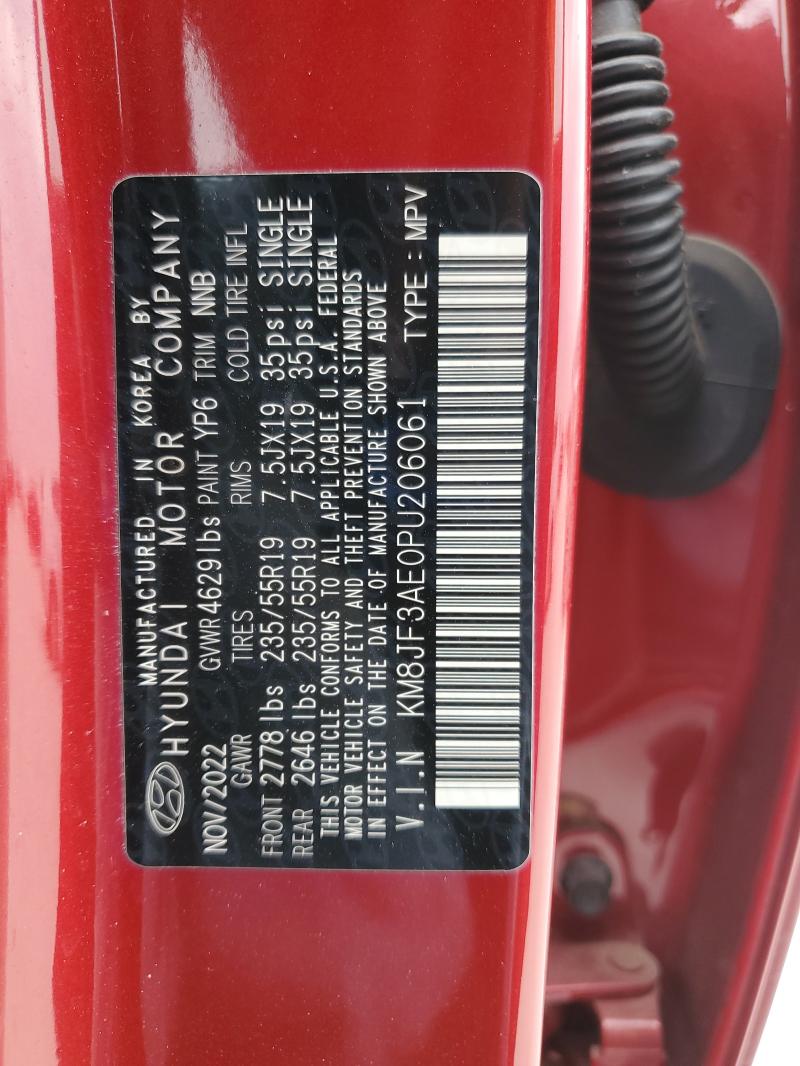 MANUFACTURED IN KOREA BY
HYUNDAI MOTOR COMPANY
NOV/2022 GVWR 4629 lbs PAINT YP6 TRIM NNB
GAWR TIRES RIMS COLD TIRE INFL
FRONT 2778 lbs 235/55R19 7.5JX19 35psi SINGLE
REAR 2646 lbs 235/55R19 7.5JX19 35psi SINGLE
THIS VEHICLE CONFORMS TO ALL APPLICABLE U.S.A. FEDERAL
MOTOR VEHICLE SAFETY AND THEFT PREVENTION STANDARDS
IN EFFECT ON THE DATE OF MANUFACTURE SHOWN ABOVE
V.I.N KM8JF3AE0PU206061 TYPE : MPV